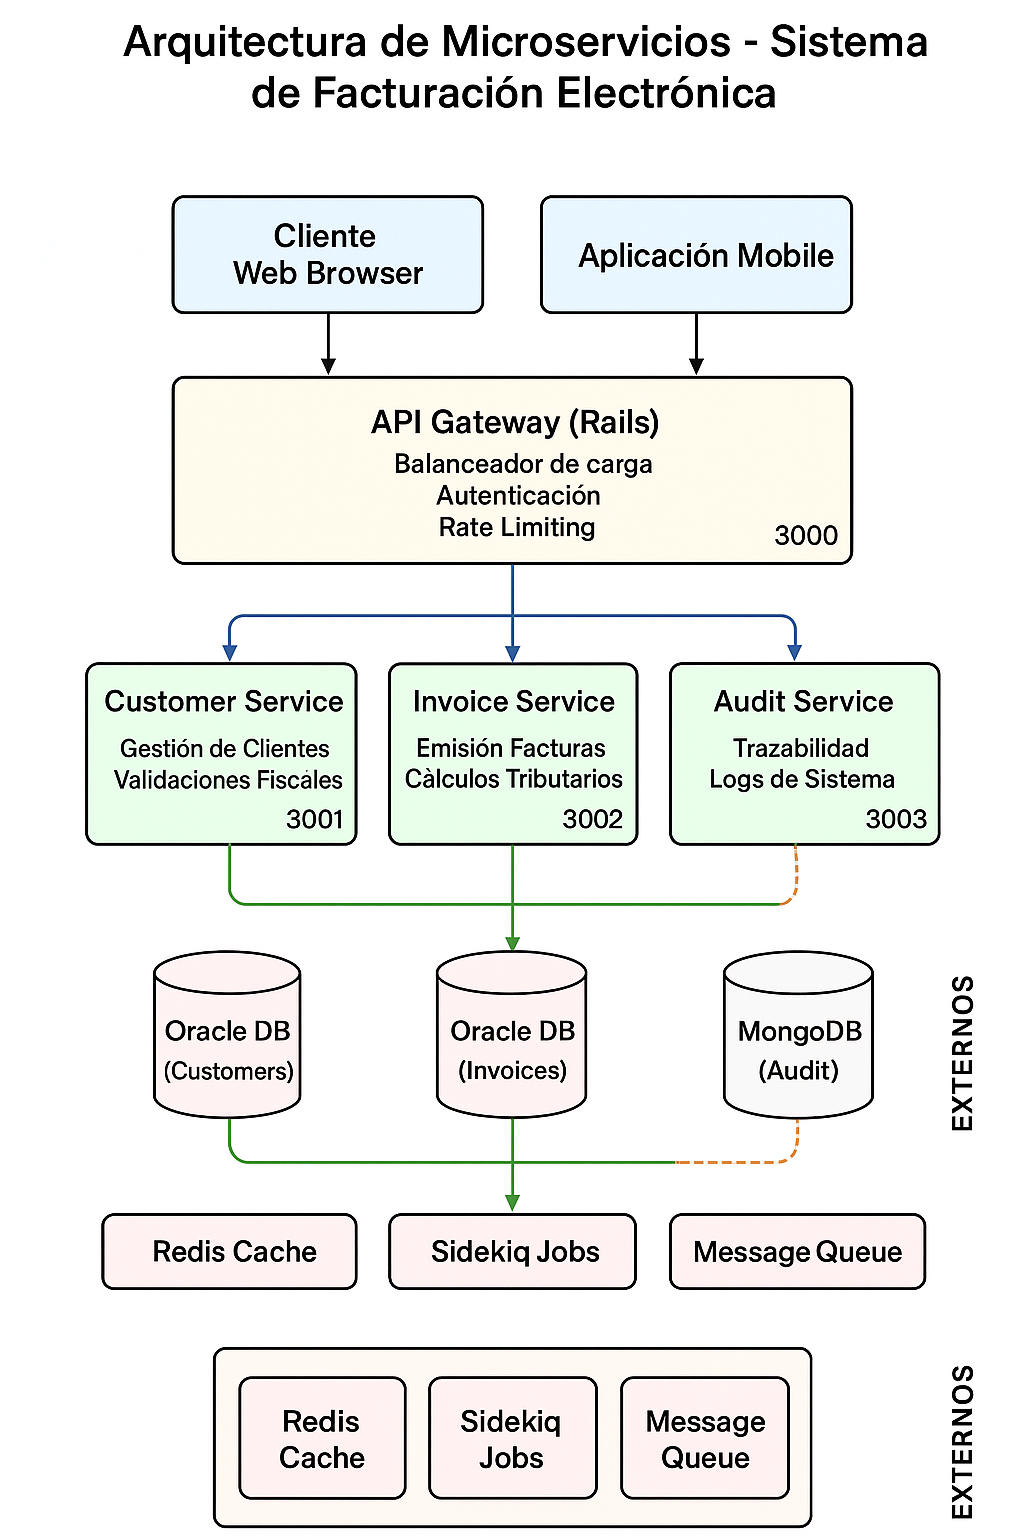 Arquitectura de Microservicios - Sistema
de Facturación Electrónica
Cliente
Web Browser
Aplicación Mobile
API Gateway (Rails)
Balanceador de carga
Autenticación
Rate Limiting
3000
Customer Service
Gestión de Clientes
Validaciones Fiscáles
3001
Invoice Service
Emisión Facturas
Càlculos Tributarios
3002
Audit Service
Trazabilidad
Logs de Sistema
3003
Oracle DB
(Customers)
Oracle DB
(Invoices)
MongoDB
(Audit)
EXTERNOS
Redis Cache
Sidekiq Jobs
Message Queue
Redis
Cache
Sidekiq
Jobs
Message
Queue
EXTERNOS